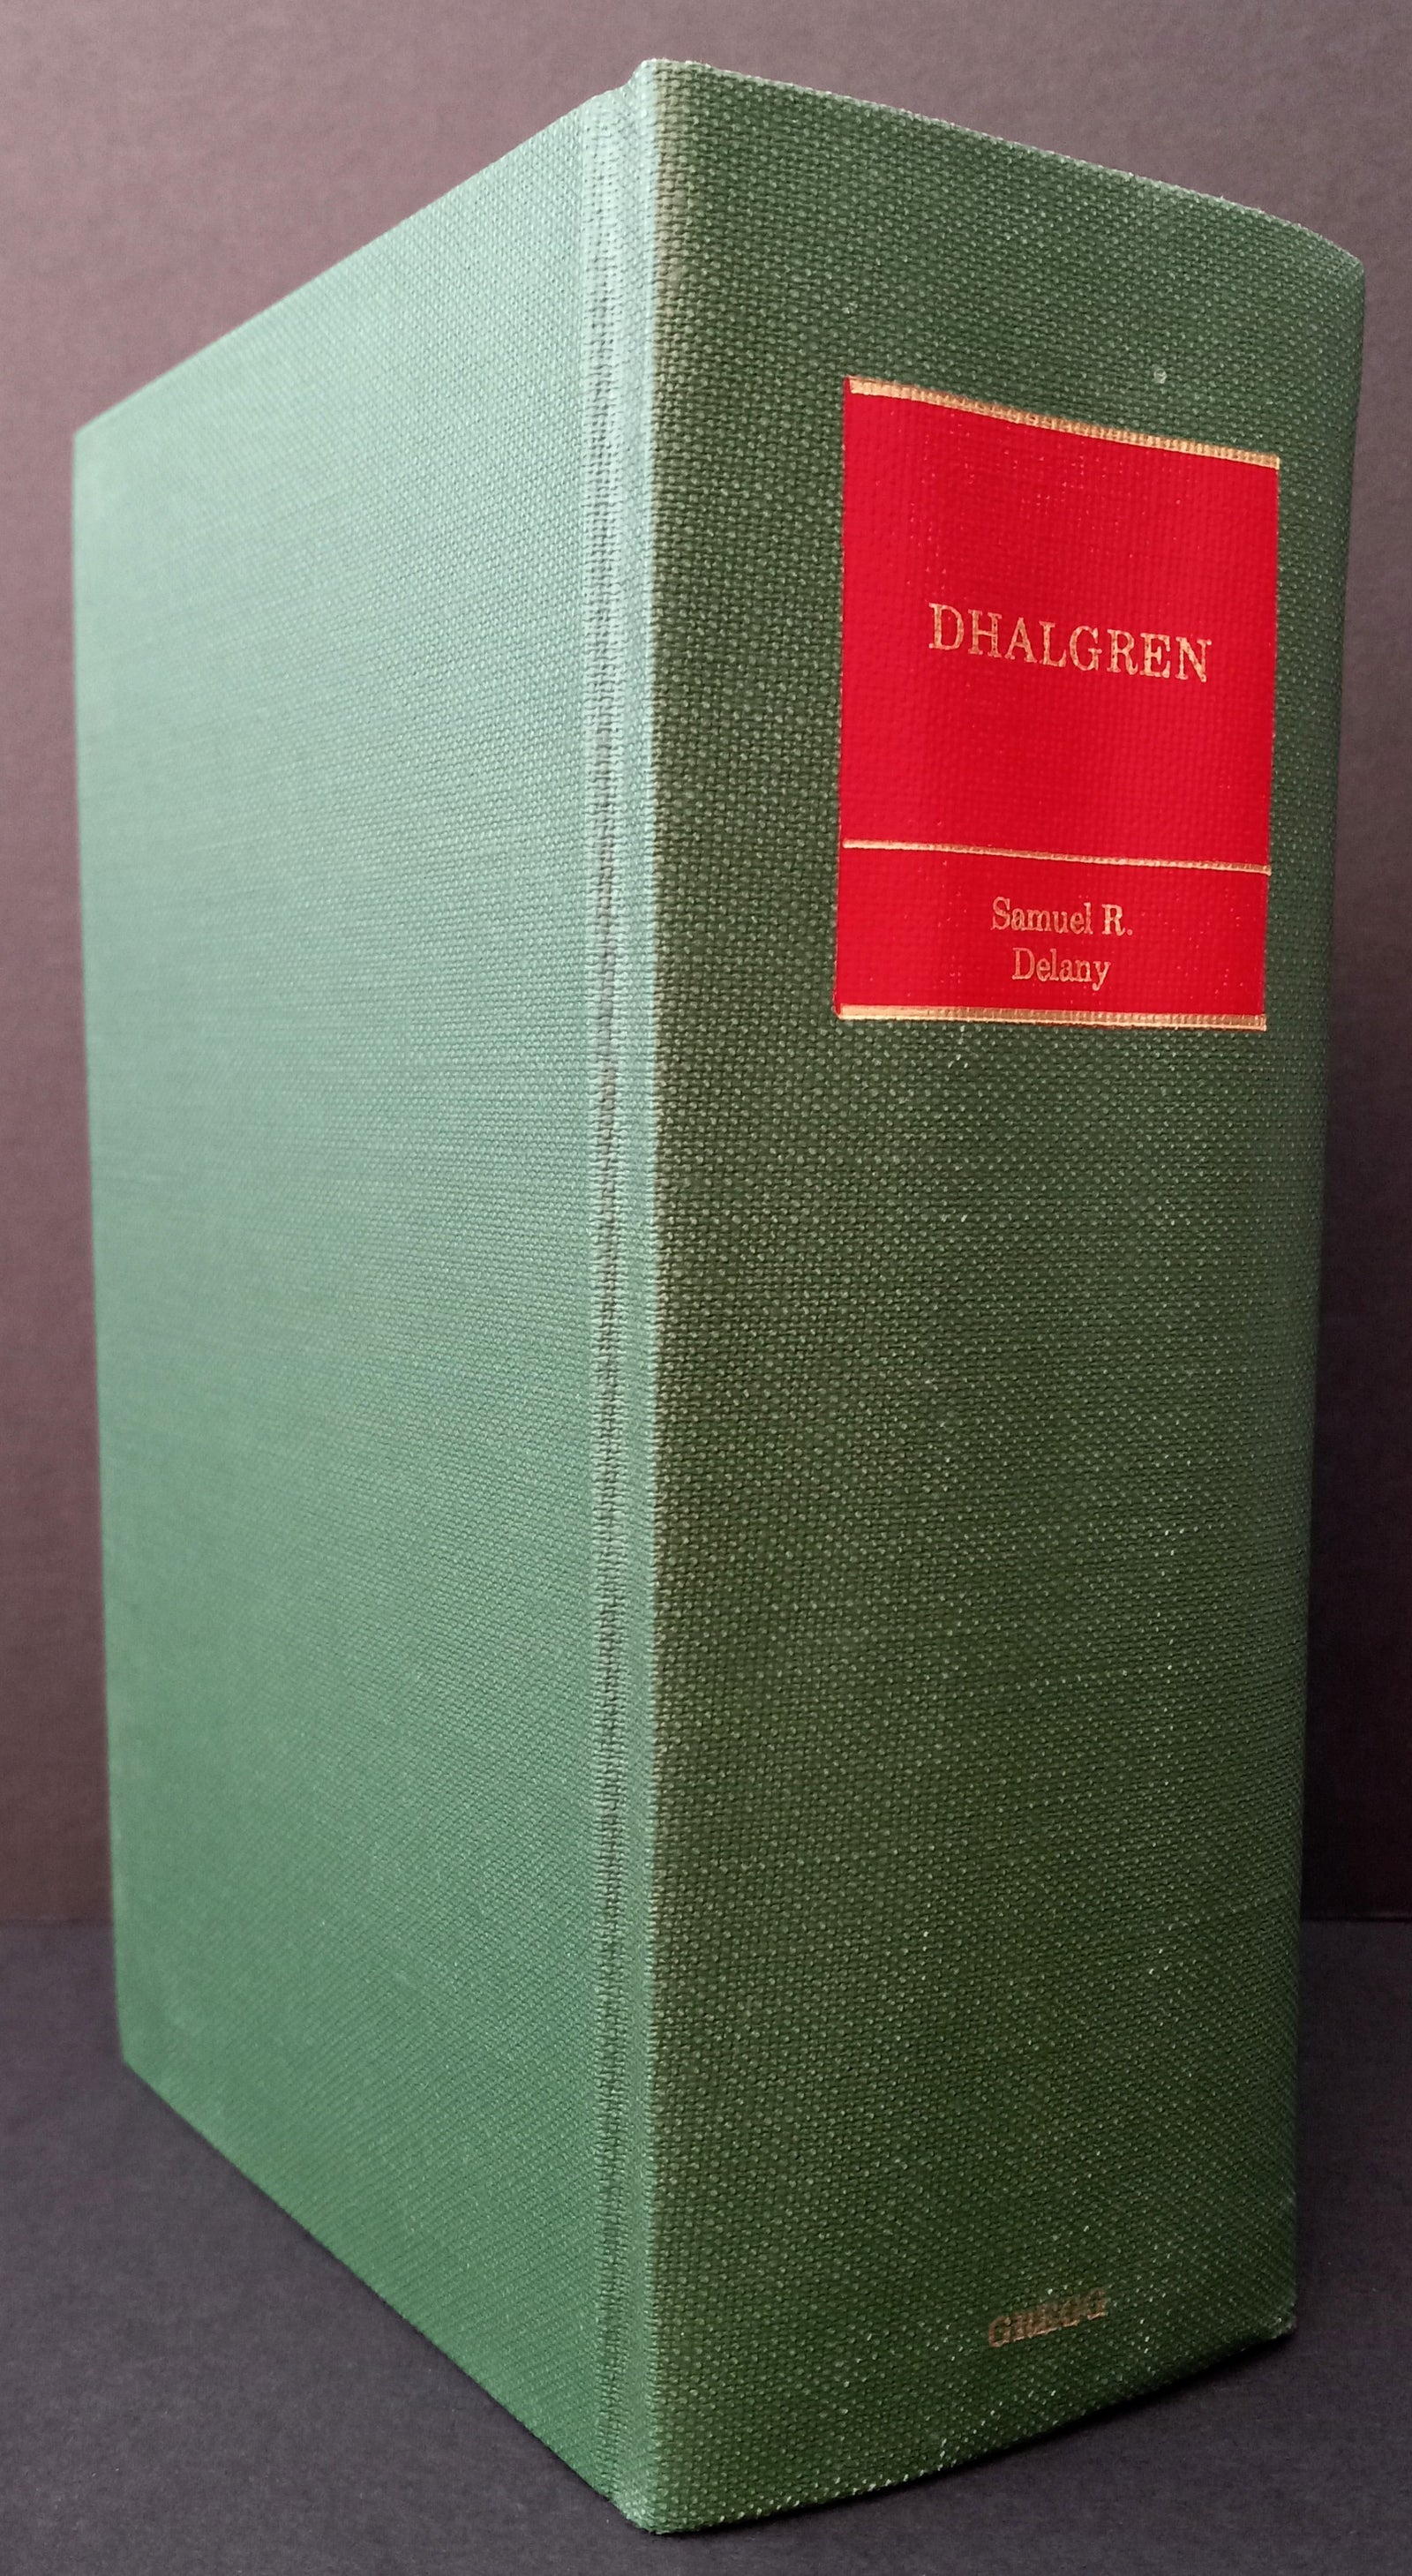 DHALGREN
Samuel R.
Delany
GREGG